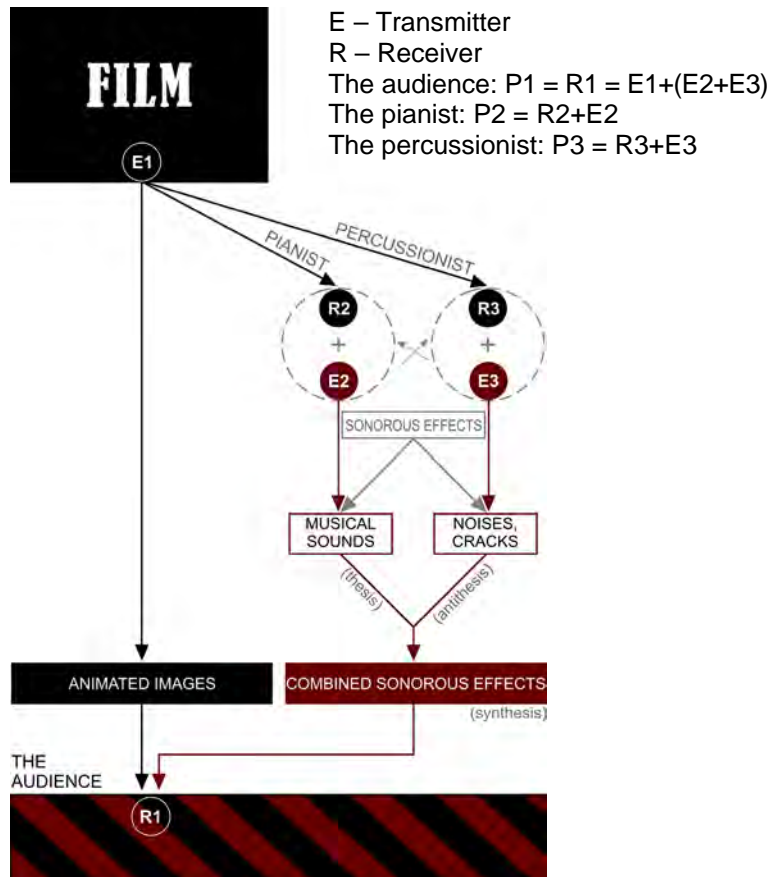 E – Transmitter
R – Receiver
The audience: P1 = R1 = E1+(E2+E3)
The pianist: P2 = R2+E2
The percussionist: P3 = R3+E3
FILM
E1
PIANIST
PERCUSSIONIST
R2
R3
+
+
E2
E3
SONOROUS EFFECTS
MUSICAL
SOUNDS
NOISES,
CRACKS
(thesis)
(antithesis)
ANIMATED IMAGES
COMBINED SONOROUS EFFECTS
(synthesis)
THE
AUDIENCE
R1